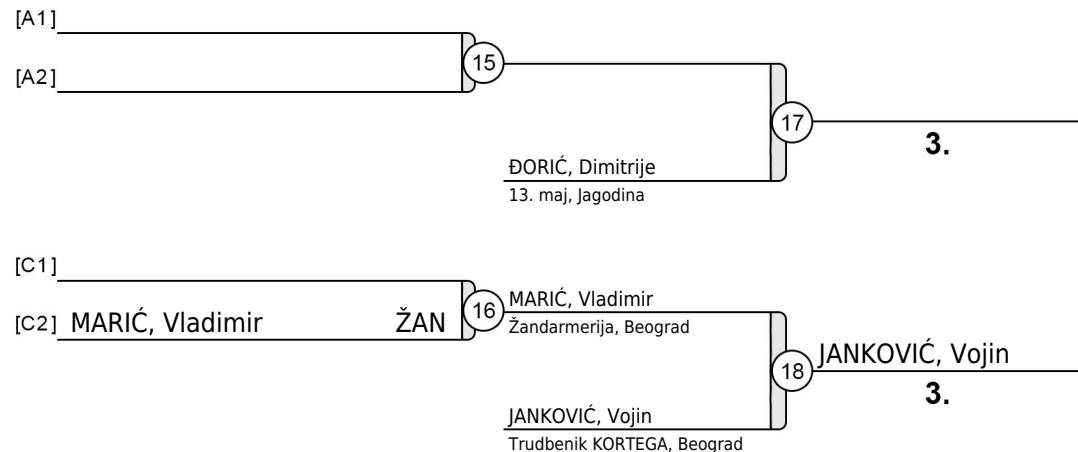 [A1]
15
[A2]
17
3.
ĐORIĆ, Dimitrije
13. maj, Jagodina
[C1]
16
MARIĆ, Vladimir
Žandarmerija, Beograd
[C2] MARIĆ, Vladimir ŽAN
18
JANKOVIĆ, Vojin
3.
JANKOVIĆ, Vojin
Trudbenik KORTEGA, Beograd